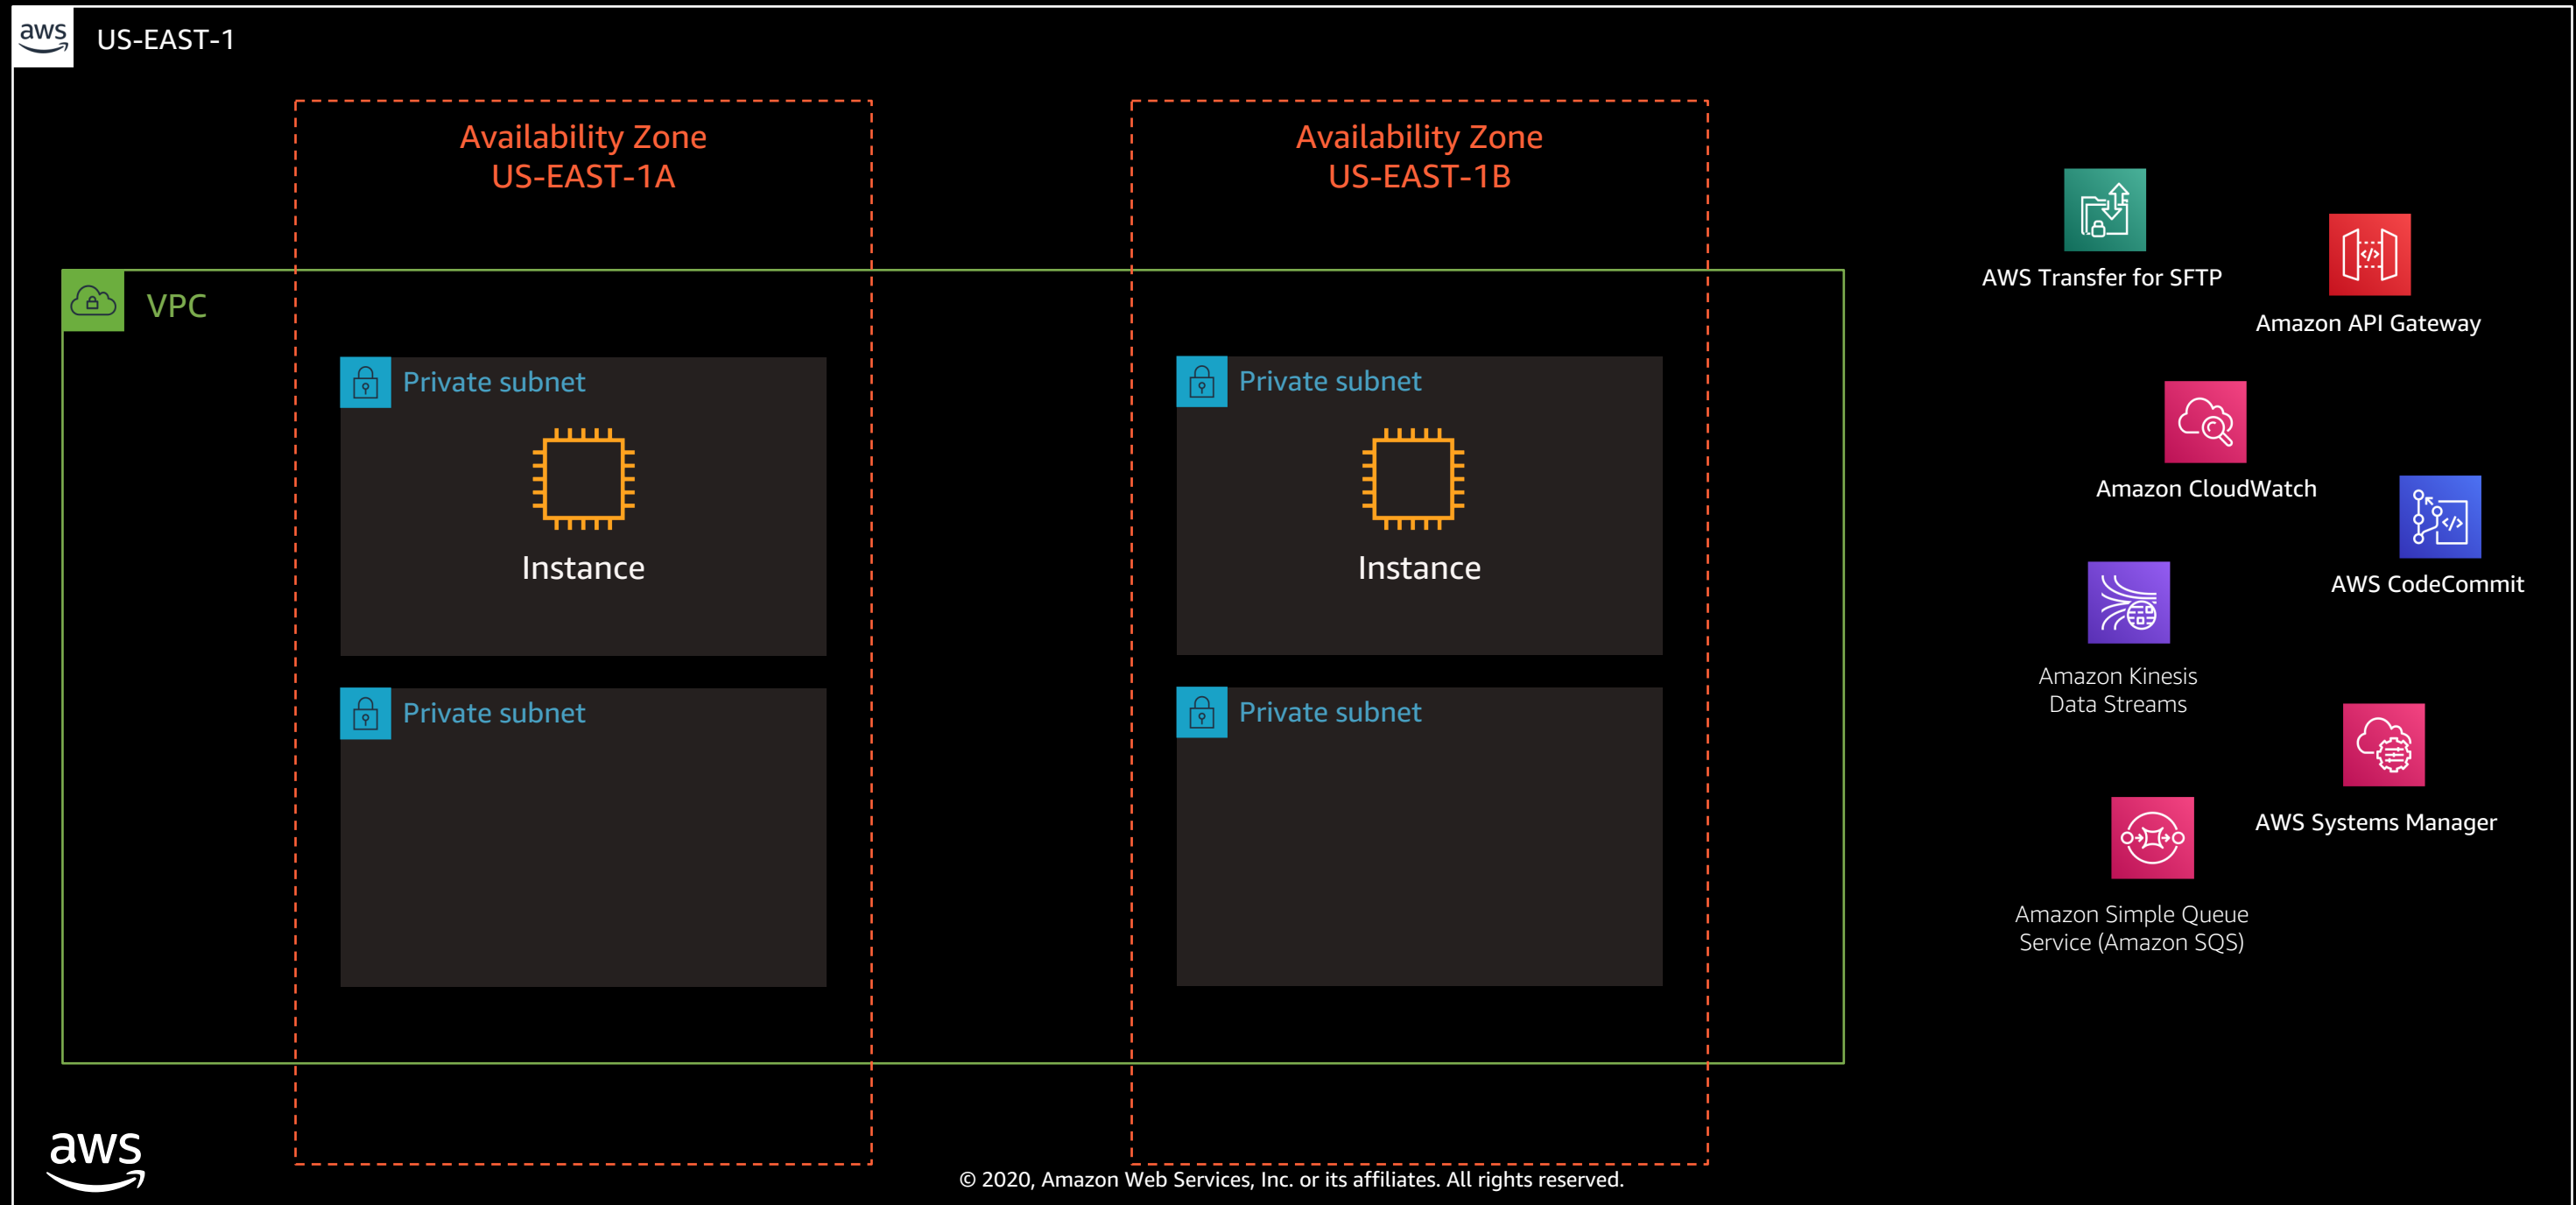 aws
US-EAST-1
Availability Zone
US-EAST-1A
Availability Zone
US-EAST-1B
VPC
Private subnet
Instance
Private subnet
Instance
Private subnet
Private subnet
AWS Transfer for SFTP
Amazon API Gateway
Amazon CloudWatch
AWS CodeCommit
Amazon Kinesis
Data Streams
AWS Systems Manager
Amazon Simple Queue
Service (Amazon SQS)
aws
© 2020, Amazon Web Services, Inc. or its affiliates. All rights reserved.